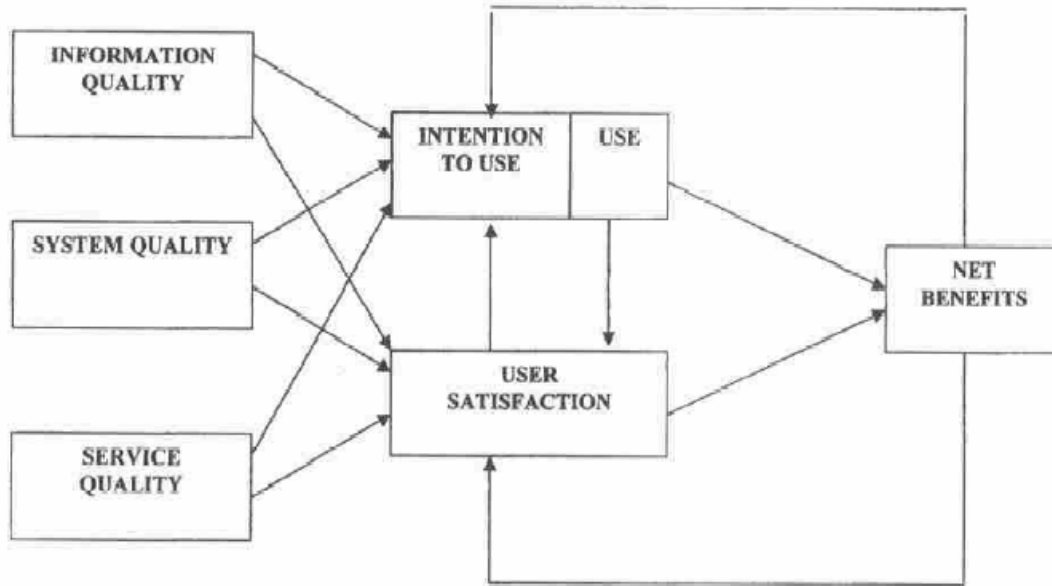 INFORMATION
QUALITY
SYSTEM QUALITY
SERVICE
QUALITY
INTENTION
TO USE
USE
USER
SATISFACTION
NET
BENEFITS